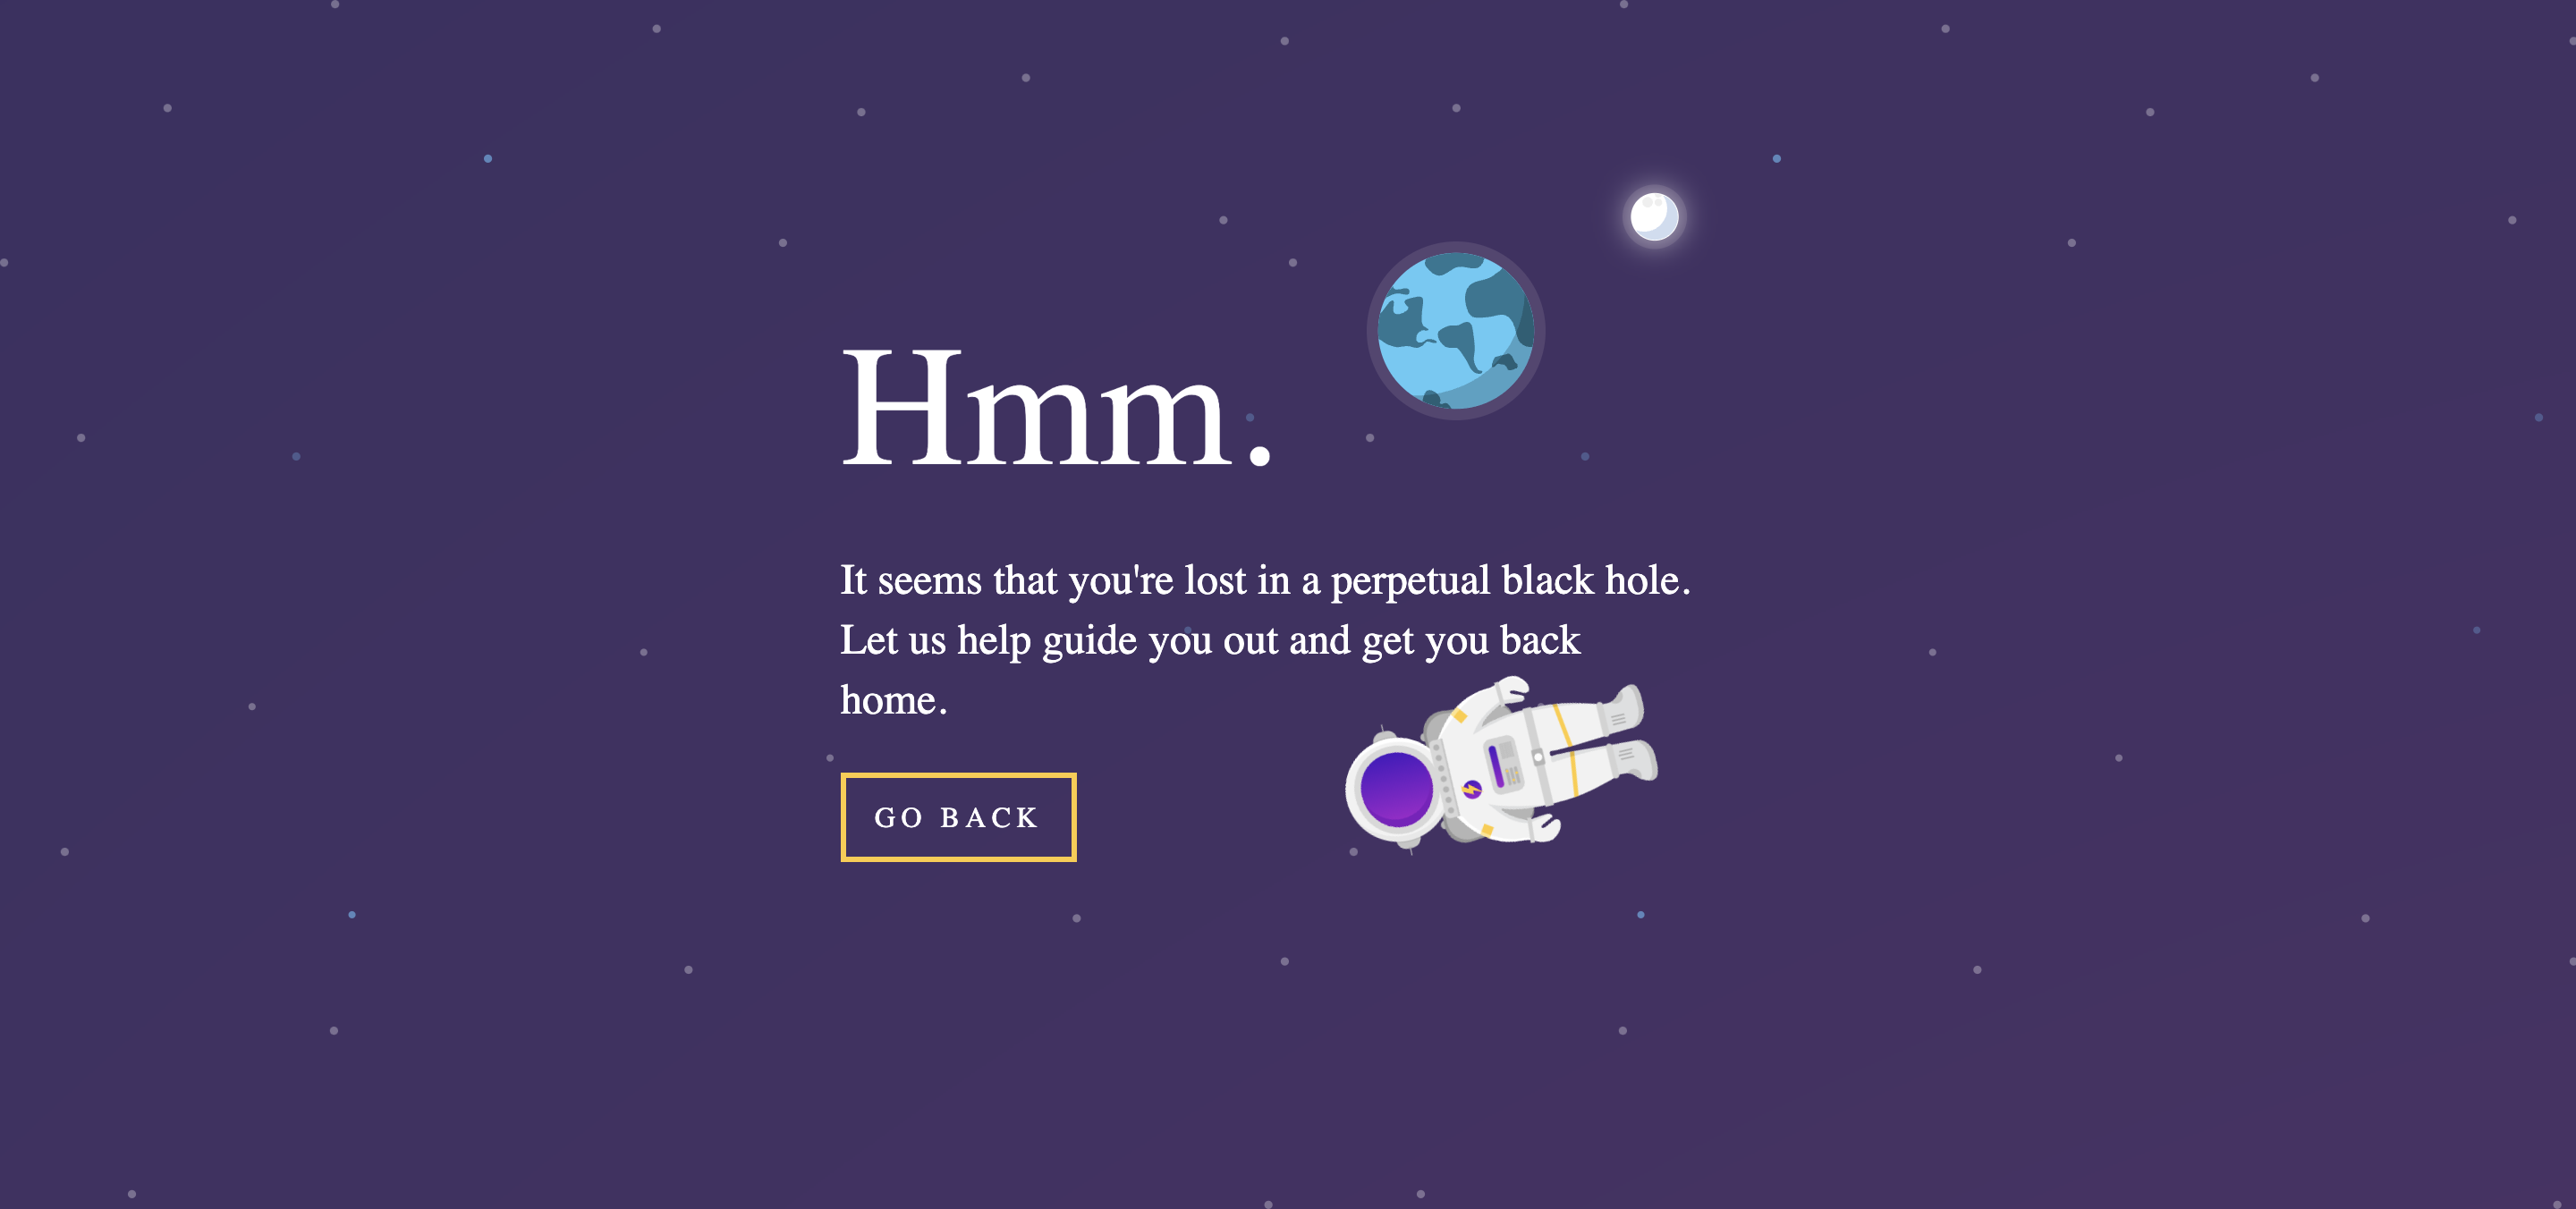 Hmm.
It seems that you're lost in a perpetual black hole.
Let us help guide you out and get you back
home.
GO BACK